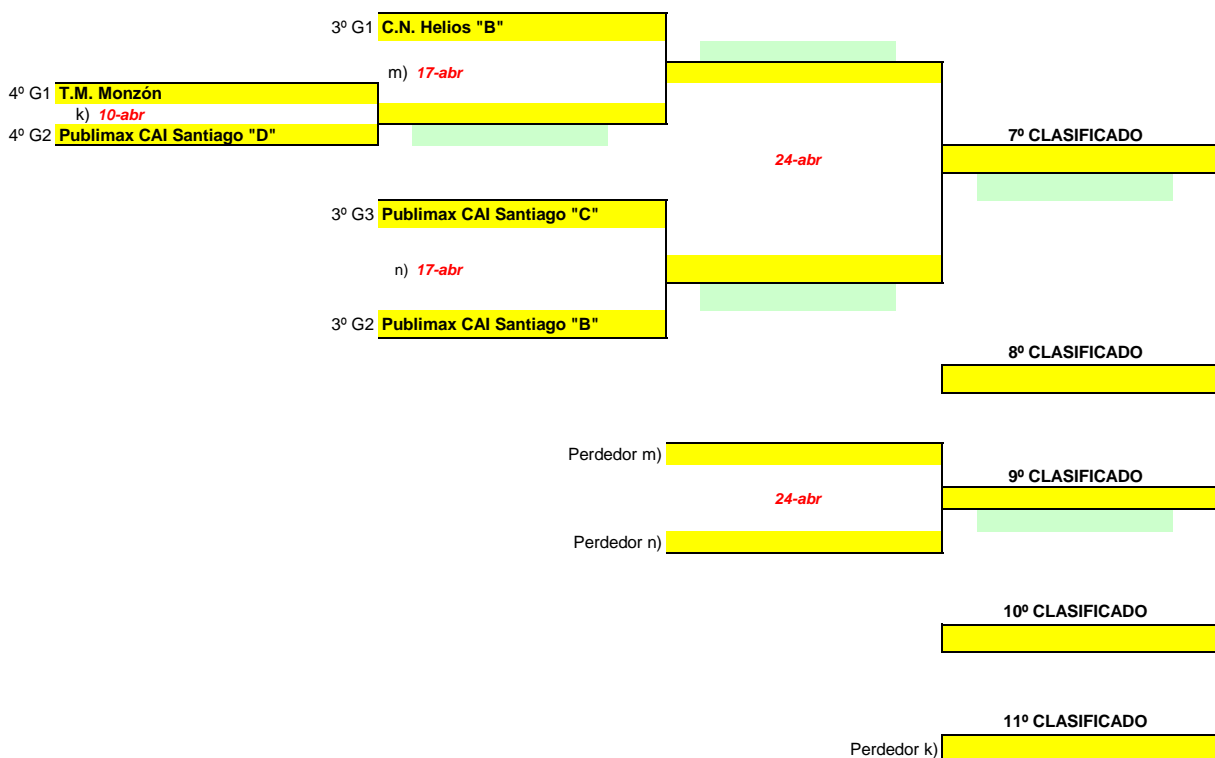 3º G1 C.N. Helios "B"
m) 17-abr
4º G1 T.M. Monzón
k) 10-abr
4º G2 Publimax CAI Santiago "D"
7º CLASIFICADO
24-abr
3º G3 Publimax CAI Santiago "C"
n) 17-abr
3º G2 Publimax CAI Santiago "B"
8º CLASIFICADO
Perdedor m)
9º CLASIFICADO
24-abr
Perdedor n)
10º CLASIFICADO
11º CLASIFICADO
Perdedor k)